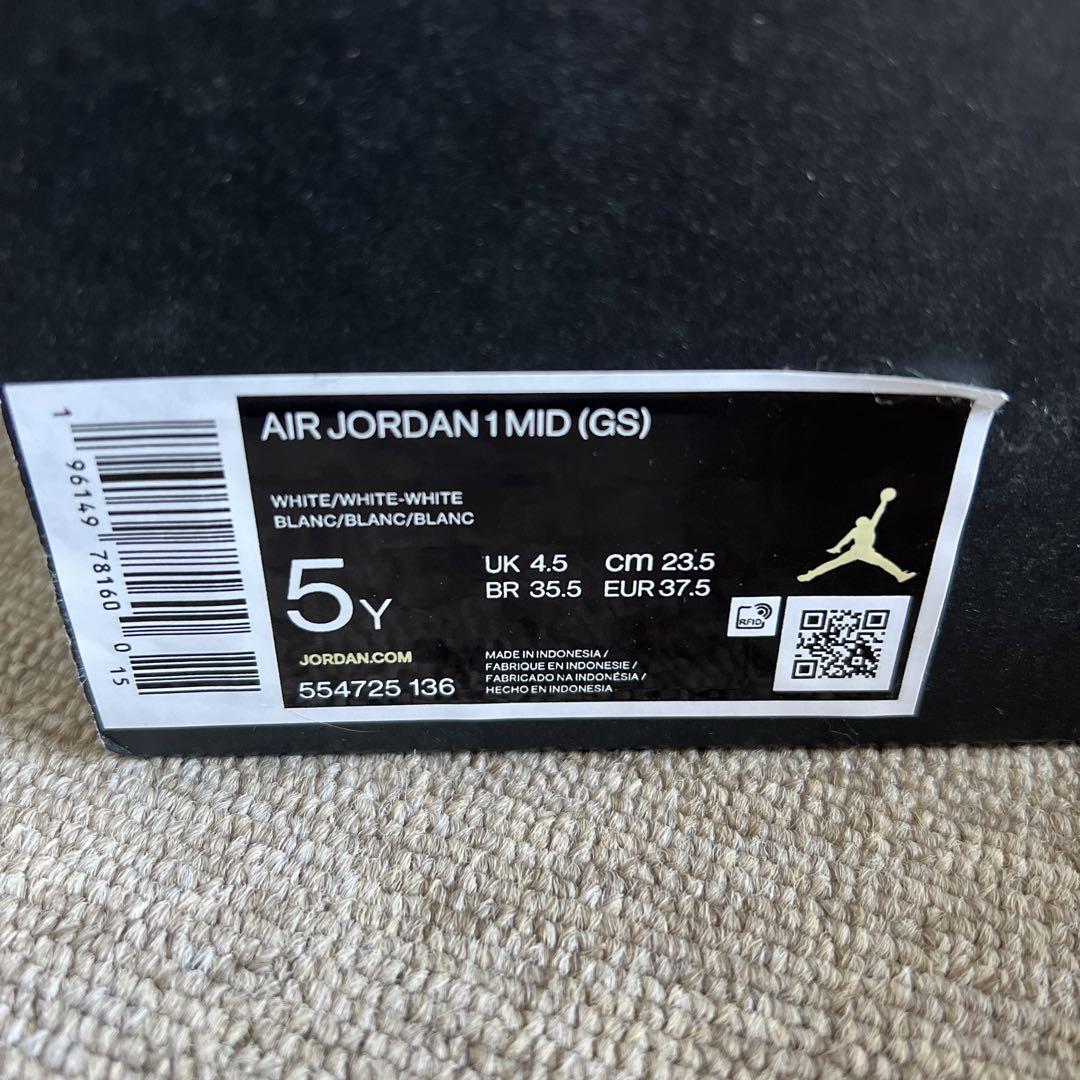 AIR JORDAN 1 MID (GS)
WHITE/WHITE-WHITE
BLANC/BLANC/BLANC
5Y
UK 4.5 cm 23.5
BR 35.5 EUR 37.5
RFID
JORDAN.COM
554725 136
MADE IN INDONESIA /
FABRIQUE EN INDONESIE /
FABRICADO NA INDONÉSIA /
HECHO EN INDONESIA
1 96149 78160 0 15